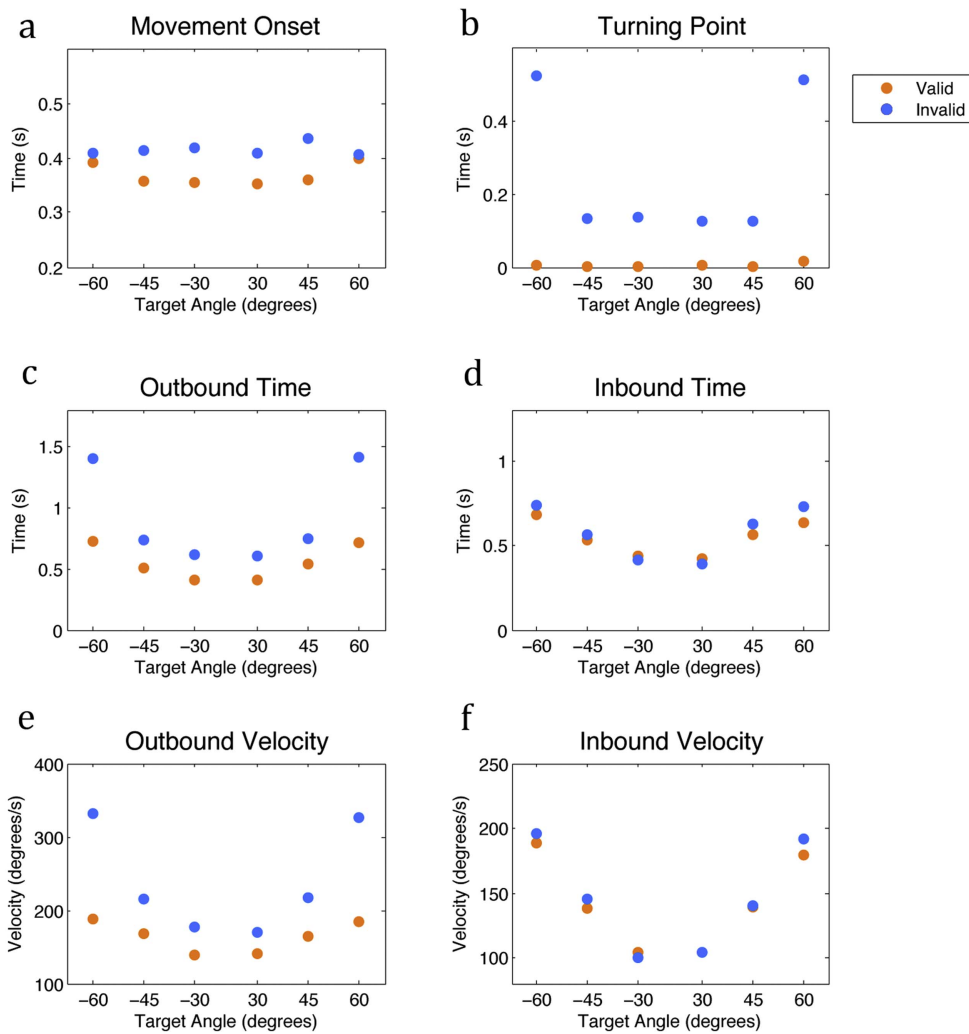 a
Movement Onset
Time (s)
0.5
0.4
0.3
0.2
−60 −45 −30 30 45 60
Target Angle (degrees)
b
Turning Point
Time (s)
0.4
0.2
0
−60 −45 −30 30 45 60
Target Angle (degrees)
Valid
Invalid
c
Outbound Time
Time (s)
1.5
1
0.5
0
−60 −45 −30 30 45 60
Target Angle (degrees)
d
Inbound Time
Time (s)
1
0.5
0
−60 −45 −30 30 45 60
Target Angle (degrees)
e
Outbound Velocity
Velocity (degrees/s)
400
300
200
100
−60 −45 −30 30 45 60
Target Angle (degrees)
f
Inbound Velocity
Velocity (degrees/s)
250
200
150
100
−60 −45 −30 30 45 60
Target Angle (degrees)